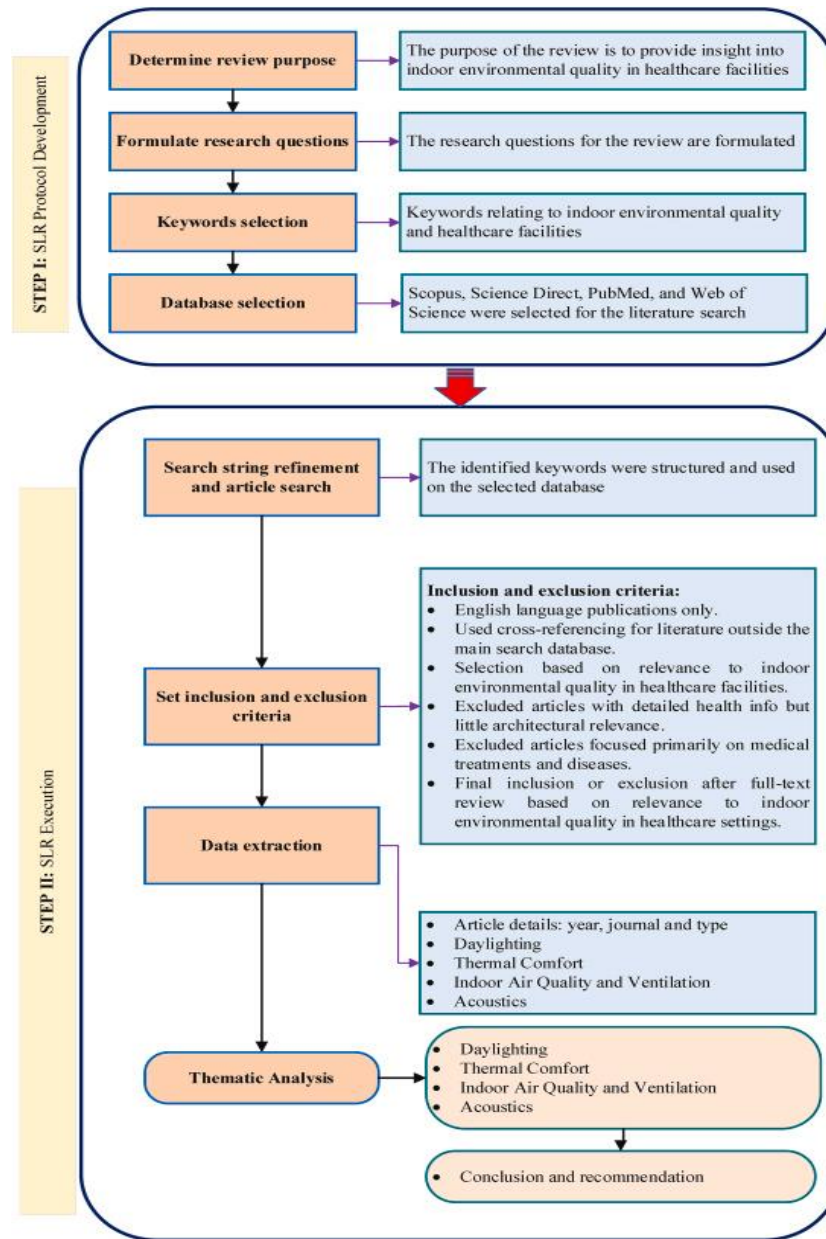 STEP I: SLR Protocol Development
Determine review purpose
The purpose of the review is to provide insight into
indoor environmental quality in healthcare facilities
Formulate research questions
The research questions for the review are formulated
Keywords selection
Keywords relating to indoor environmental quality
and healthcare facilities
Database selection
Scopus, Science Direct, PubMed, and Web of
Science were selected for the literature search
STEP II: SLR Execution
Search string refinement
and article search
The identified keywords were structured and used
on the selected database
Set inclusion and exclusion
criteria
Inclusion and exclusion criteria:
• English language publications only.
• Used cross-referencing for literature outside the
main search database.
• Selection based on relevance to indoor
environmental quality in healthcare facilities.
• Excluded articles with detailed health info but
little architectural relevance.
• Excluded articles focused primarily on medical
treatments and diseases.
• Final inclusion or exclusion after full-text
review based on relevance to indoor
environmental quality in healthcare settings.
Data extraction
• Article details: year, journal and type
• Daylighting
• Thermal Comfort
• Indoor Air Quality and Ventilation
• Acoustics
Thematic Analysis
• Daylighting
• Thermal Comfort
• Indoor Air Quality and Ventilation
• Acoustics
• Conclusion and recommendation